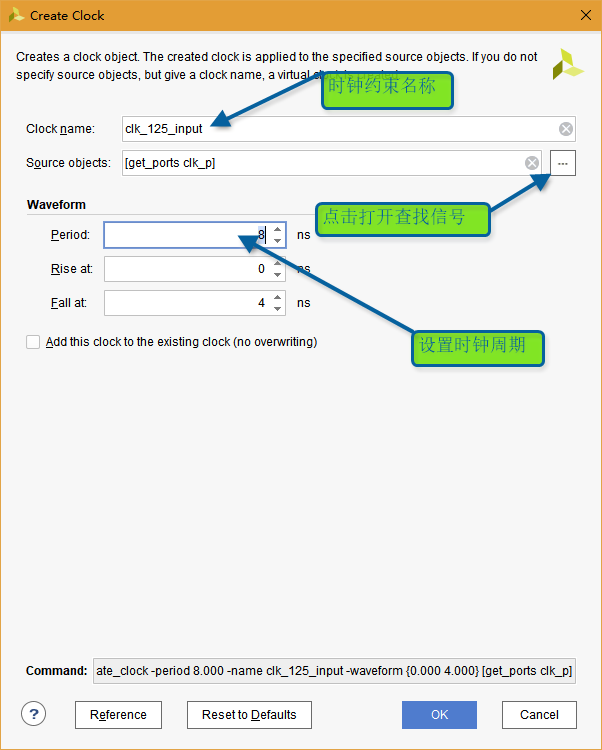 Create Clock
Creates a clock object. The created clock is applied to the specified source objects. If you do not
specify source objects, but give a clock name, a virtual
时钟约束名称
Clock name: clk_125_input
Source objects: [get_ports clk_p] ...
Waveform
点击打开查找信号
Period: 8 ns
Rise at: 0 ns
Fall at: 4 ns
设置时钟周期
Add this clock to the existing clock (no overwriting)
Command: ate_clock -period 8.000 -name clk_125_input -waveform {0.000 4.000} [get_ports clk_p]
? Reference Reset to Defaults OK Cancel